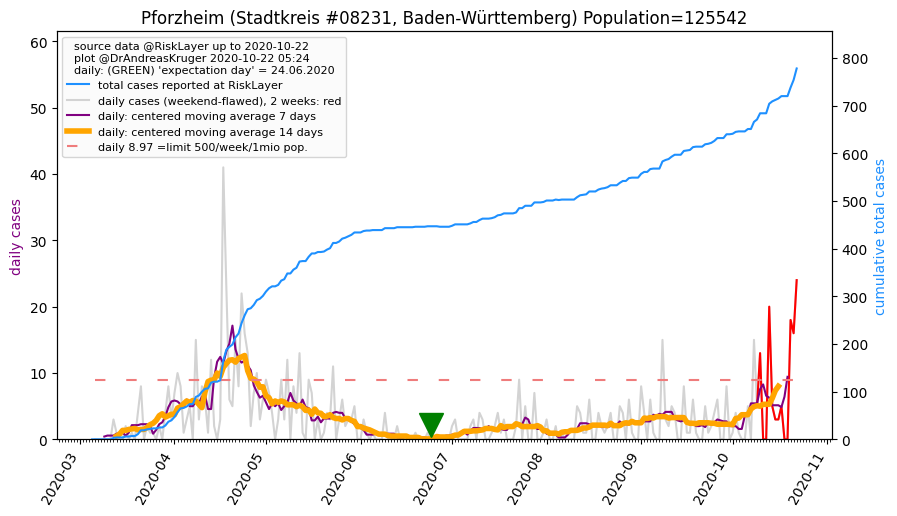 Pforzheim (Stadtkreis #08231, Baden-Württemberg) Population=125542
source data @RiskLayer up to 2020-10-22
plot @DrAndreasKruger 2020-10-22 05:24
daily: (GREEN) 'expectation day' = 24.06.2020
total cases reported at RiskLayer
daily cases (weekend-flawed), 2 weeks: red
daily: centered moving average 7 days
daily: centered moving average 14 days
daily 8.97 =limit 500/week/1mio pop.
daily cases
60
50
40
30
20
10
0
cumulative total cases
800
700
600
500
400
300
200
100
0
2020-03
2020-04
2020-05
2020-06
2020-07
2020-08
2020-09
2020-10
2020-11